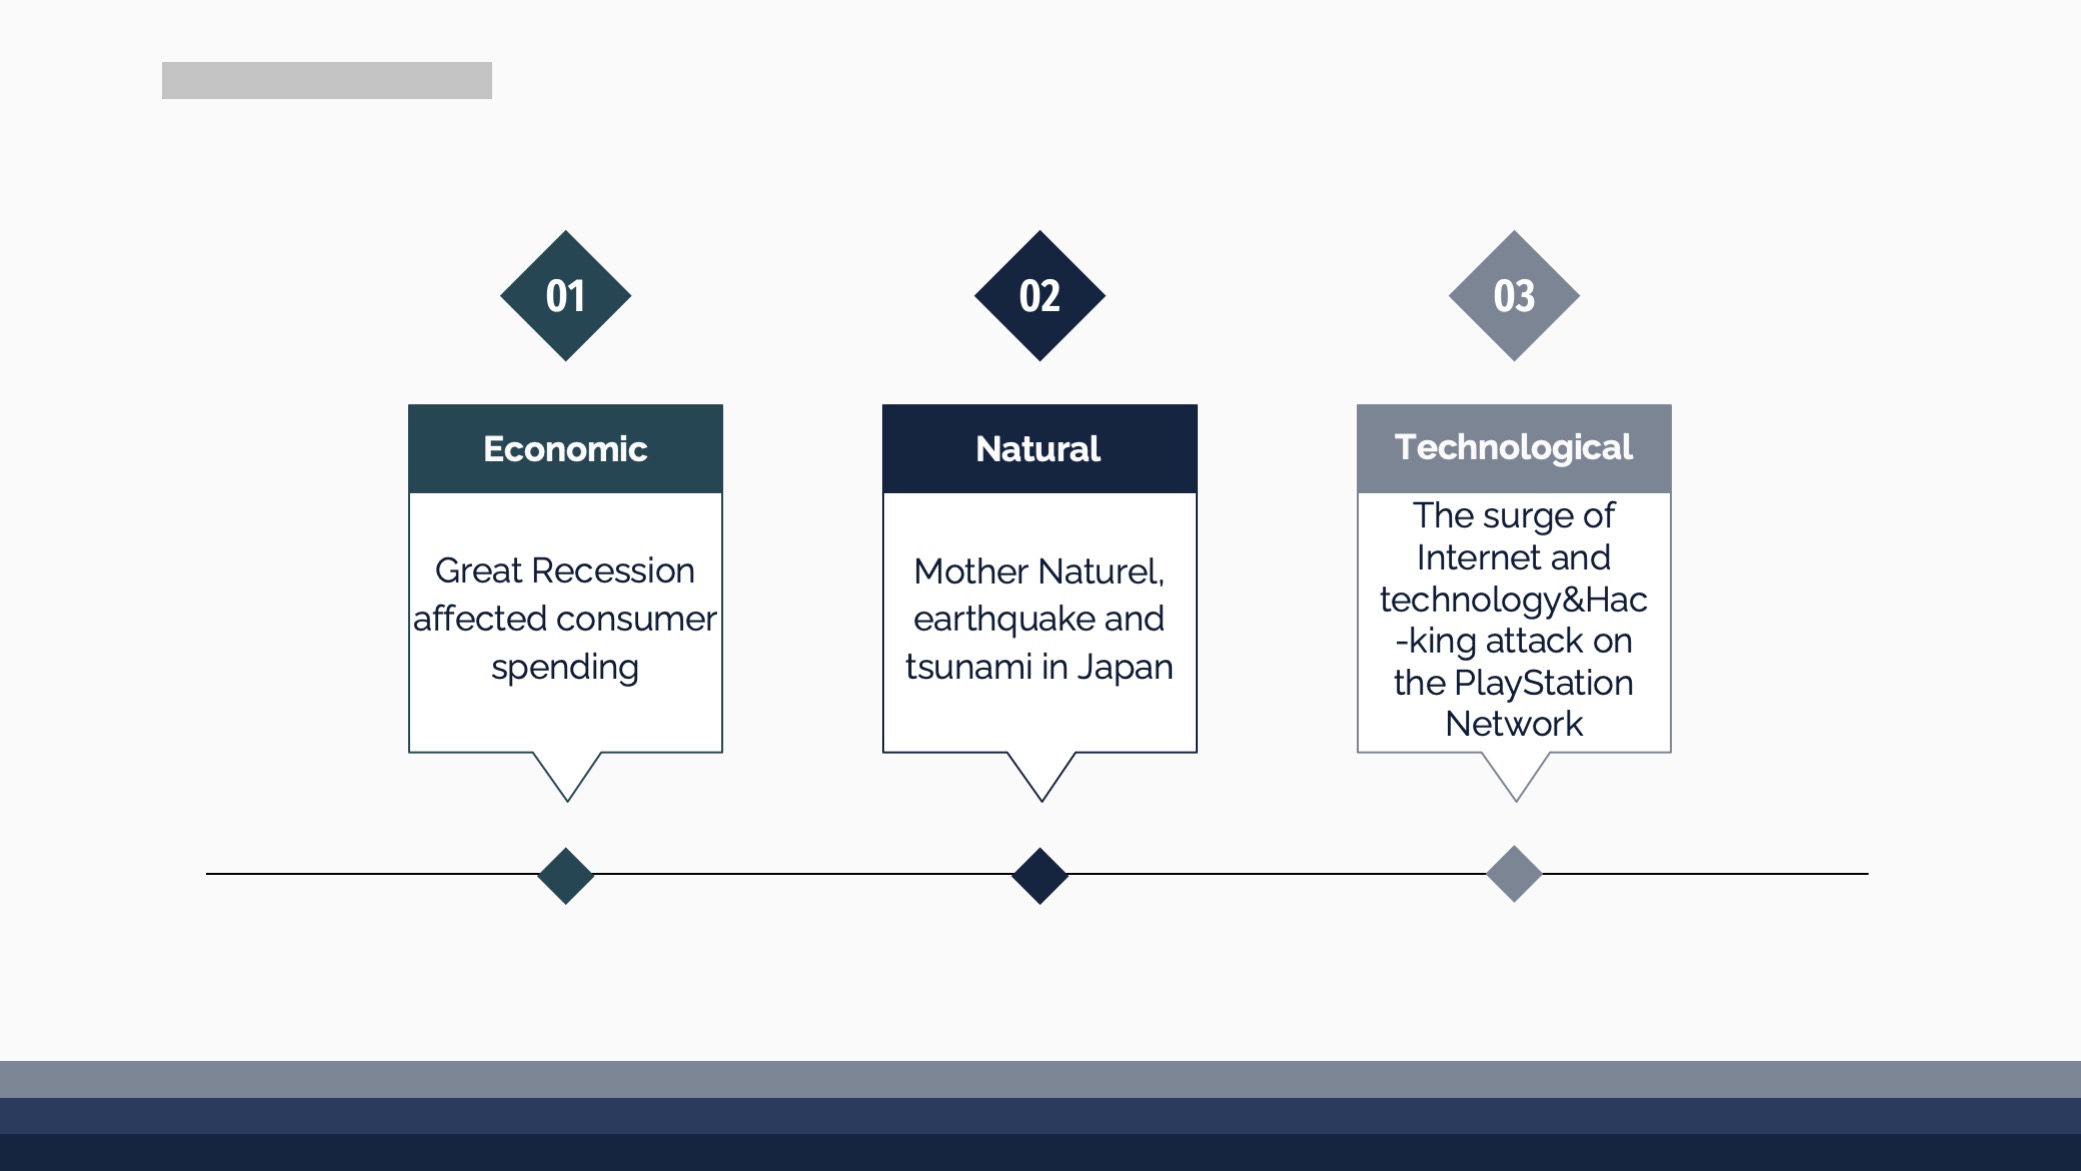 01
02
03
Economic
Great Recession
affected consumer
spending
Natural
Mother Naturel,
earthquake and
tsunami in Japan
Technological
The surge of
Internet and
technology&Hac
-king attack on
the PlayStation
Network